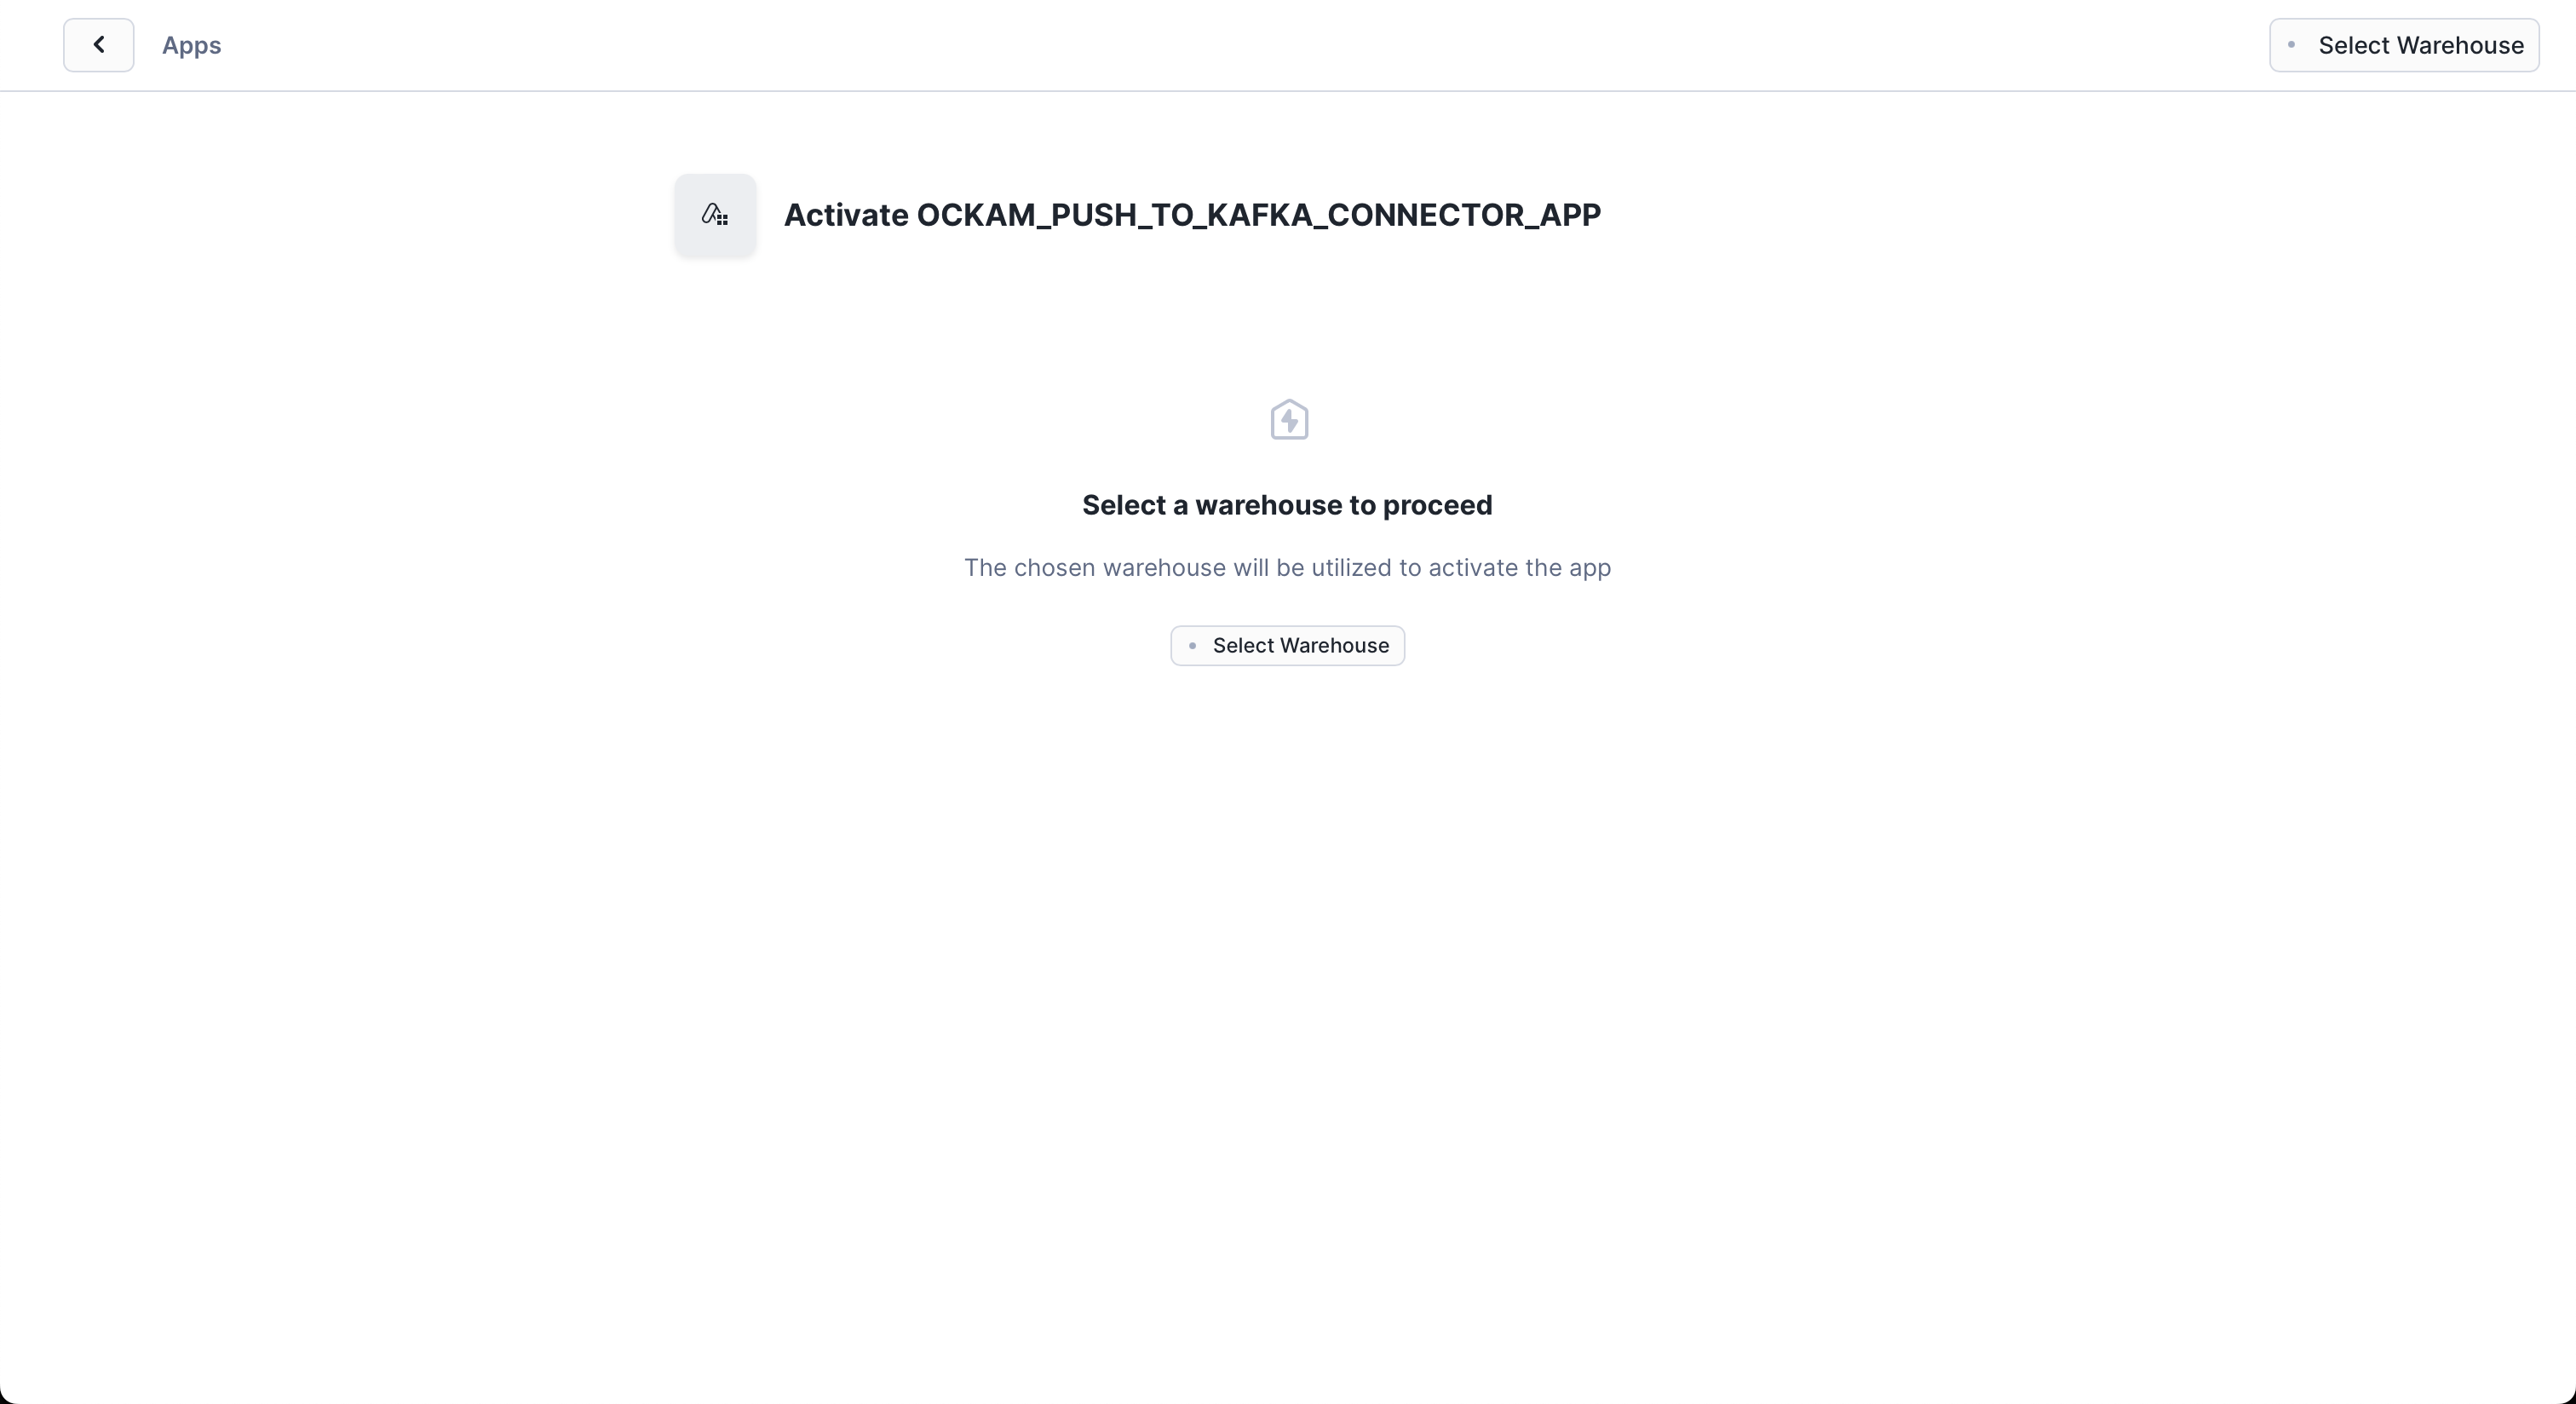 Apps
Select Warehouse
Activate OCKAM_PUSH_TO_KAFKA_CONNECTOR_APP
Select a warehouse to proceed
The chosen warehouse will be utilized to activate the app
Select Warehouse